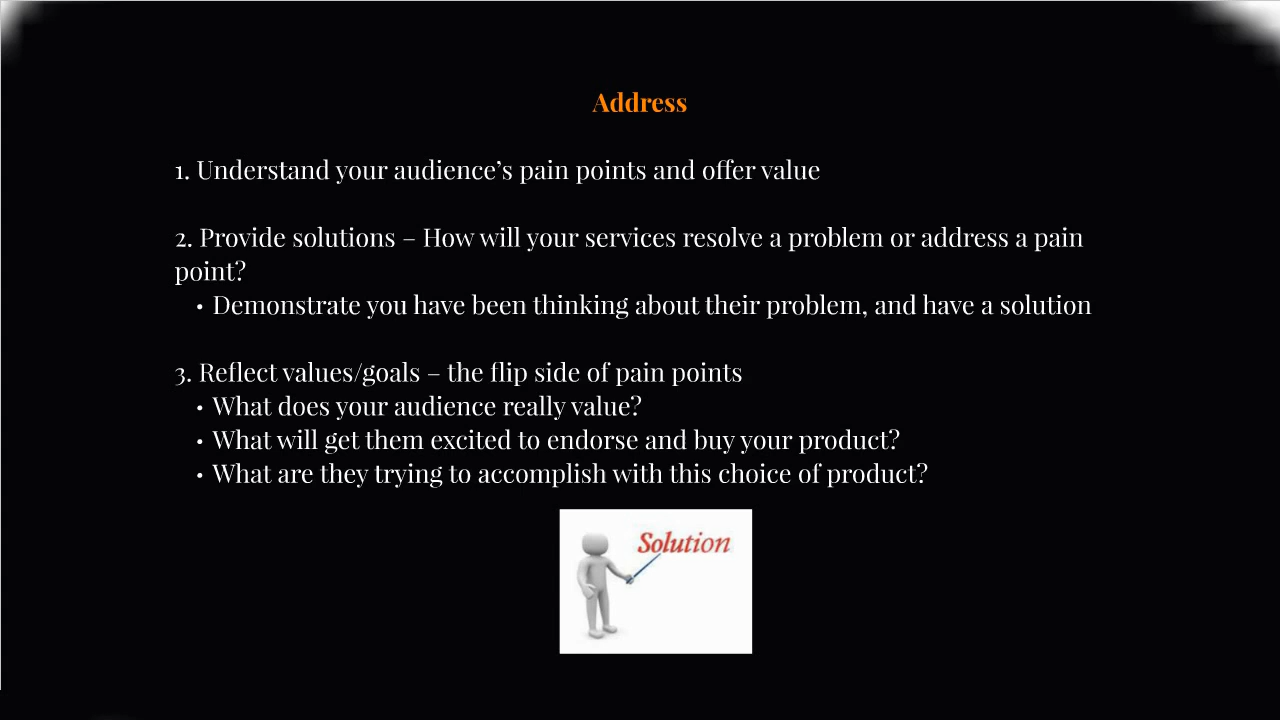 Address
1. Understand your audience’s pain points and offer value
2. Provide solutions – How will your services resolve a problem or address a pain
point?
• Demonstrate you have been thinking about their problem, and have a solution
3. Reflect values/goals – the flip side of pain points
• What does your audience really value?
• What will get them excited to endorse and buy your product?
• What are they trying to accomplish with this choice of product?
Solution